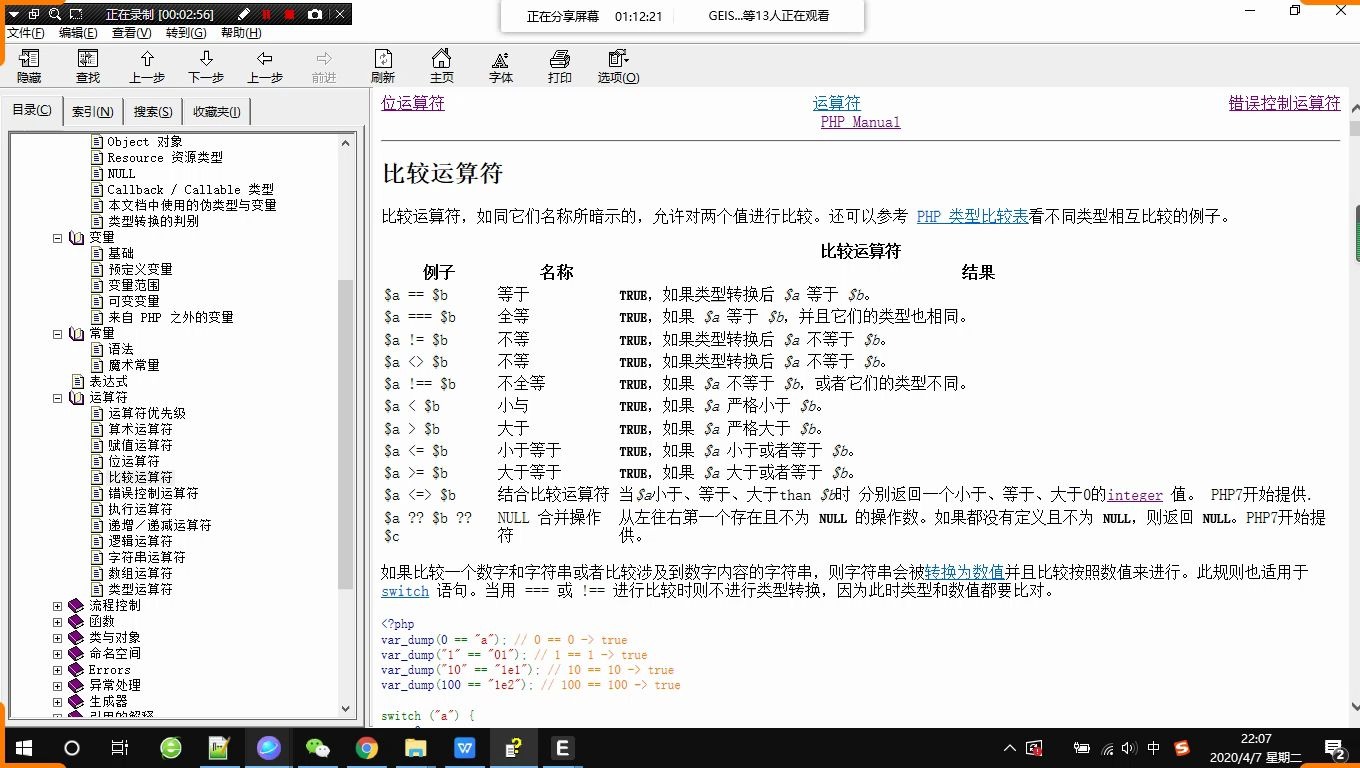 正在录制 [00:02:56]
正在分享屏幕 01:12:21 GEIS...等13人正在观看
文件(F) 编辑(E) 查看(V) 转到(G) 帮助(H)
隐藏 查找 上一步 下一步 上一步 前进 刷新 主页 字体 打印 选项(O)
目录(C) 索引(N) 搜索(S) 收藏夹(I)
Object 对象
Resource 资源类型
NULL
Callback / Callable 类型
本文档中使用的伪类型与变量
类型转换的判别
变量
基础
预定义变量
变量范围
可变变量
来自 PHP 之外的变量
常量
语法
魔术常量
表达式
运算符
运算符优先级
算术运算符
赋值运算符
位运算符
比较运算符
错误控制运算符
执行运算符
递增／递减运算符
逻辑运算符
字符串运算符
数组运算符
类型运算符
流程控制
函数
类与对象
命名空间
Errors
异常处理
生成器
引用的解释
位运算符 运算符 错误控制运算符
PHP Manual
比较运算符
比较运算符，如同它们名称所暗示的，允许对两个值进行比较。还可以参考 PHP 类型比较表看不同类型相互比较的例子。
比较运算符
例子 名称 结果
$a == $b 等于 TRUE，如果类型转换后 $a 等于 $b。
$a === $b 全等 TRUE，如果 $a 等于 $b，并且它们的类型也相同。
$a != $b 不等 TRUE，如果类型转换后 $a 不等于 $b。
$a <> $b 不等 TRUE，如果类型转换后 $a 不等于 $b。
$a !== $b 不全等 TRUE，如果 $a 不等于 $b，或者它们的类型不同。
$a < $b 小与 TRUE，如果 $a 严格小于 $b。
$a > $b 大于 TRUE，如果 $a 严格大于 $b。
$a <= $b 小于等于 TRUE，如果 $a 小于或者等于 $b。
$a >= $b 大于等于 TRUE，如果 $a 大于或者等于 $b。
$a <=> $b 结合比较运算符 当$a小于、等于、大于than $b时 分别返回一个小于、等于、大于0的integer 值。 PHP7开始提供.
$a ?? $b ?? NULL 合并操作 从左往右第一个存在且不为 NULL 的操作数。如果都没有定义且不为 NULL，则返回 NULL。PHP7开始提
$c 符 供。
如果比较一个数字和字符串或者比较涉及到数字内容的字符串，则字符串会被转换为数值并且比较按照数值来进行。此规则也适用于
switch 语句。当用 === 或 !== 进行比较时则不进行类型转换，因为此时类型和数值都要比对。
<?php
var_dump(0 == "a"); // 0 == 0 -> true
var_dump("1" == "01"); // 1 == 1 -> true
var_dump("10" == "1e1"); // 10 == 10 -> true
var_dump(100 == "1e2"); // 100 == 100 -> true
switch ("a") {
中
22:07
2020/4/7 星期二
2